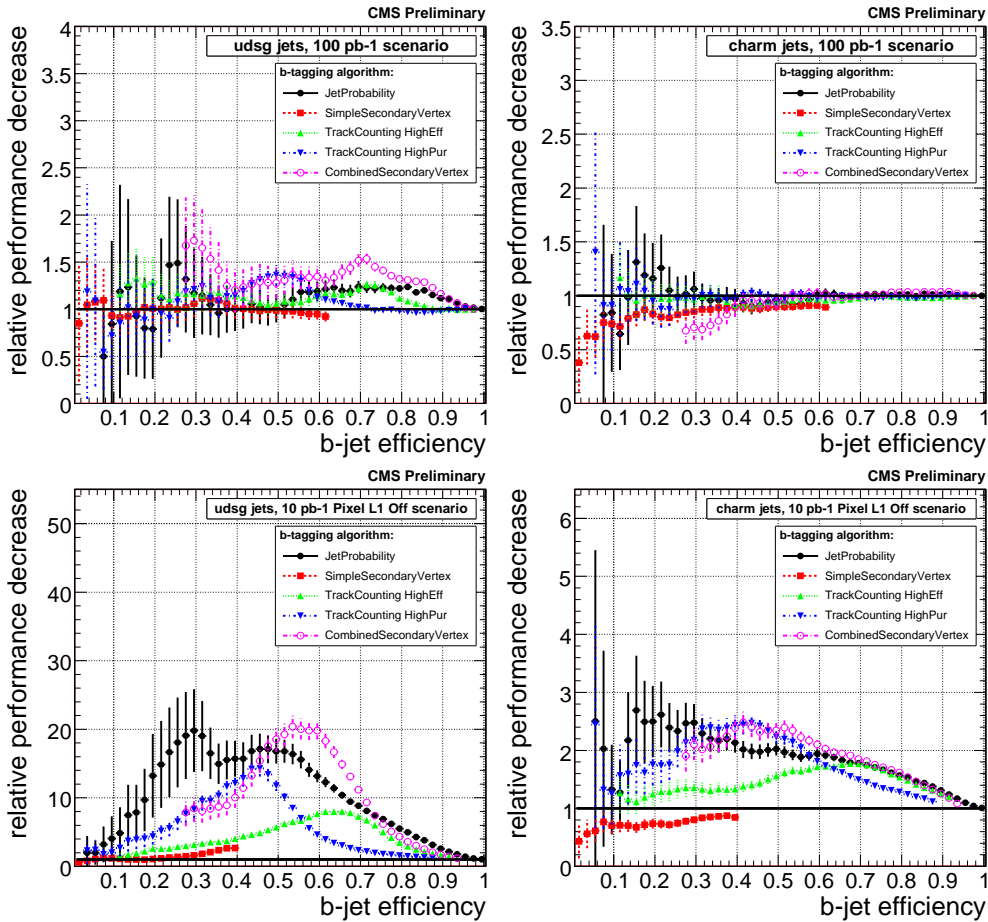 CMS Preliminary
udsg jets, 100 pb-1 scenario
b-tagging algorithm:
JetProbability
SimpleSecondaryVertex
TrackCounting HighEff
TrackCounting HighPur
CombinedSecondaryVertex
relative performance decrease
4
3.5
3
2.5
2
1.5
1
0.5
0
0.1 0.2 0.3 0.4 0.5 0.6 0.7 0.8 0.9 1
b-jet efficiency
CMS Preliminary
charm jets, 100 pb-1 scenario
b-tagging algorithm:
JetProbability
SimpleSecondaryVertex
TrackCounting HighEff
TrackCounting HighPur
CombinedSecondaryVertex
relative performance decrease
3.5
3
2.5
2
1.5
1
0.5
0
0.1 0.2 0.3 0.4 0.5 0.6 0.7 0.8 0.9 1
b-jet efficiency
CMS Preliminary
udsg jets, 10 pb-1 Pixel L1 Off scenario
b-tagging algorithm:
JetProbability
SimpleSecondaryVertex
TrackCounting HighEff
TrackCounting HighPur
CombinedSecondaryVertex
relative performance decrease
50
40
30
20
10
0
0.1 0.2 0.3 0.4 0.5 0.6 0.7 0.8 0.9 1
b-jet efficiency
CMS Preliminary
charm jets, 10 pb-1 Pixel L1 Off scenario
b-tagging algorithm:
JetProbability
SimpleSecondaryVertex
TrackCounting HighEff
TrackCounting HighPur
CombinedSecondaryVertex
relative performance decrease
6
5
4
3
2
1
0
0.1 0.2 0.3 0.4 0.5 0.6 0.7 0.8 0.9 1
b-jet efficiency